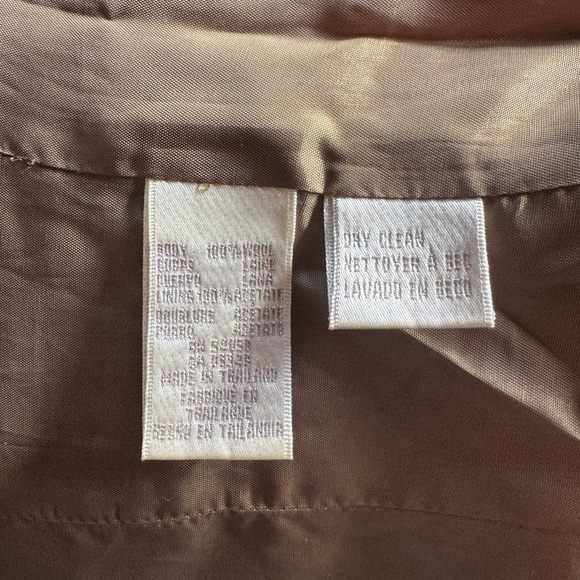 BODY 100% WOOL
CORPS LAINE
CUERPO LANA
LINING 100% ACETATE
DOUBLURE ACETATE
FORRO ACETATO
MADE IN THAILAND
FABRIQUE EN
THAILANDE
HECHO EN TAILANDIA
DRY CLEAN
NETTOYER À SEC
LAVADO EN SECO